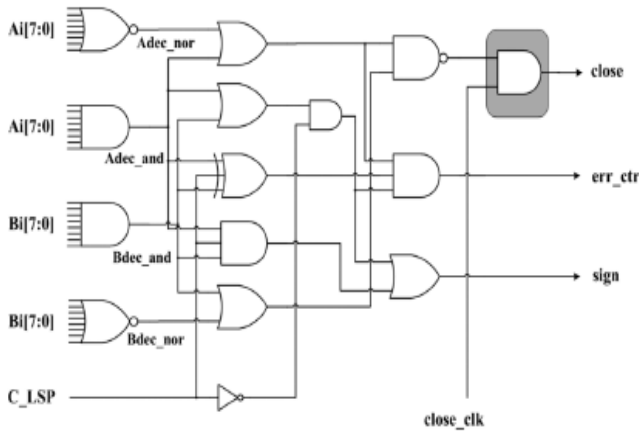 Ai[7:0]
Adec_nor
close
Ai[7:0]
Adec_and
err_ctr
Bi[7:0]
Bdec_and
sign
Bi[7:0]
Bdec_nor
C_LSP
close_clk